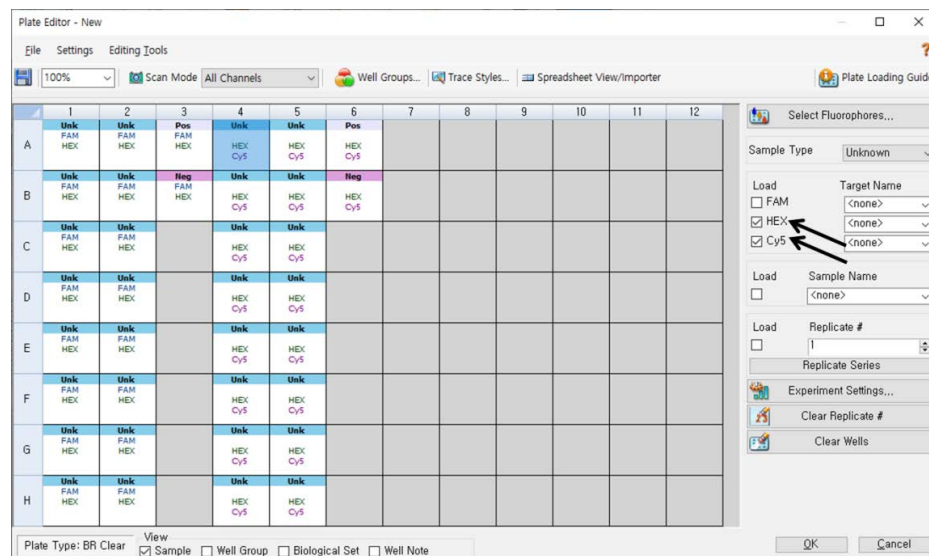 Plate Editor - New
File Settings Editing Tools
100% Scan Mode All Channels Well Groups... Trace Styles... Spreadsheet View/Importer Plate Loading Guid
1 2 3 4 5 6 7 8 9 10 11 12
Unk Unk Pos Unk Unk Pos
FAM FAM FAM
A HEX HEX HEX HEX HEX HEX
Cy5 Cy5 Cy5
Unk Unk Neg Unk Unk Neg
FAM FAM FAM
B HEX HEX HEX HEX HEX HEX
Cy5 Cy5 Cy5
Unk Unk Unk Unk
FAM FAM
C HEX HEX HEX HEX
Cy5 Cy5
Unk Unk Unk Unk
FAM FAM
D HEX HEX HEX HEX
Cy5 Cy5
Unk Unk Unk Unk
FAM FAM
E HEX HEX HEX HEX
Cy5 Cy5
Unk Unk Unk Unk
FAM FAM
F HEX HEX HEX HEX
Cy5 Cy5
Unk Unk Unk Unk
FAM FAM
G HEX HEX HEX HEX
Cy5 Cy5
Unk Unk Unk Unk
FAM FAM
H HEX HEX HEX HEX
Cy5 Cy5
Select Fluorophores...
Sample Type Unknown
Load Target Name
FAM <none>
HEX <none>
Cy5 <none>
Load Sample Name
<none>
Load Replicate #
1
Replicate Series
Experiment Settings...
Clear Replicate #
Clear Wells
Plate Type: BR Clear
View
Sample Well Group Biological Set Well Note
OK Cancel